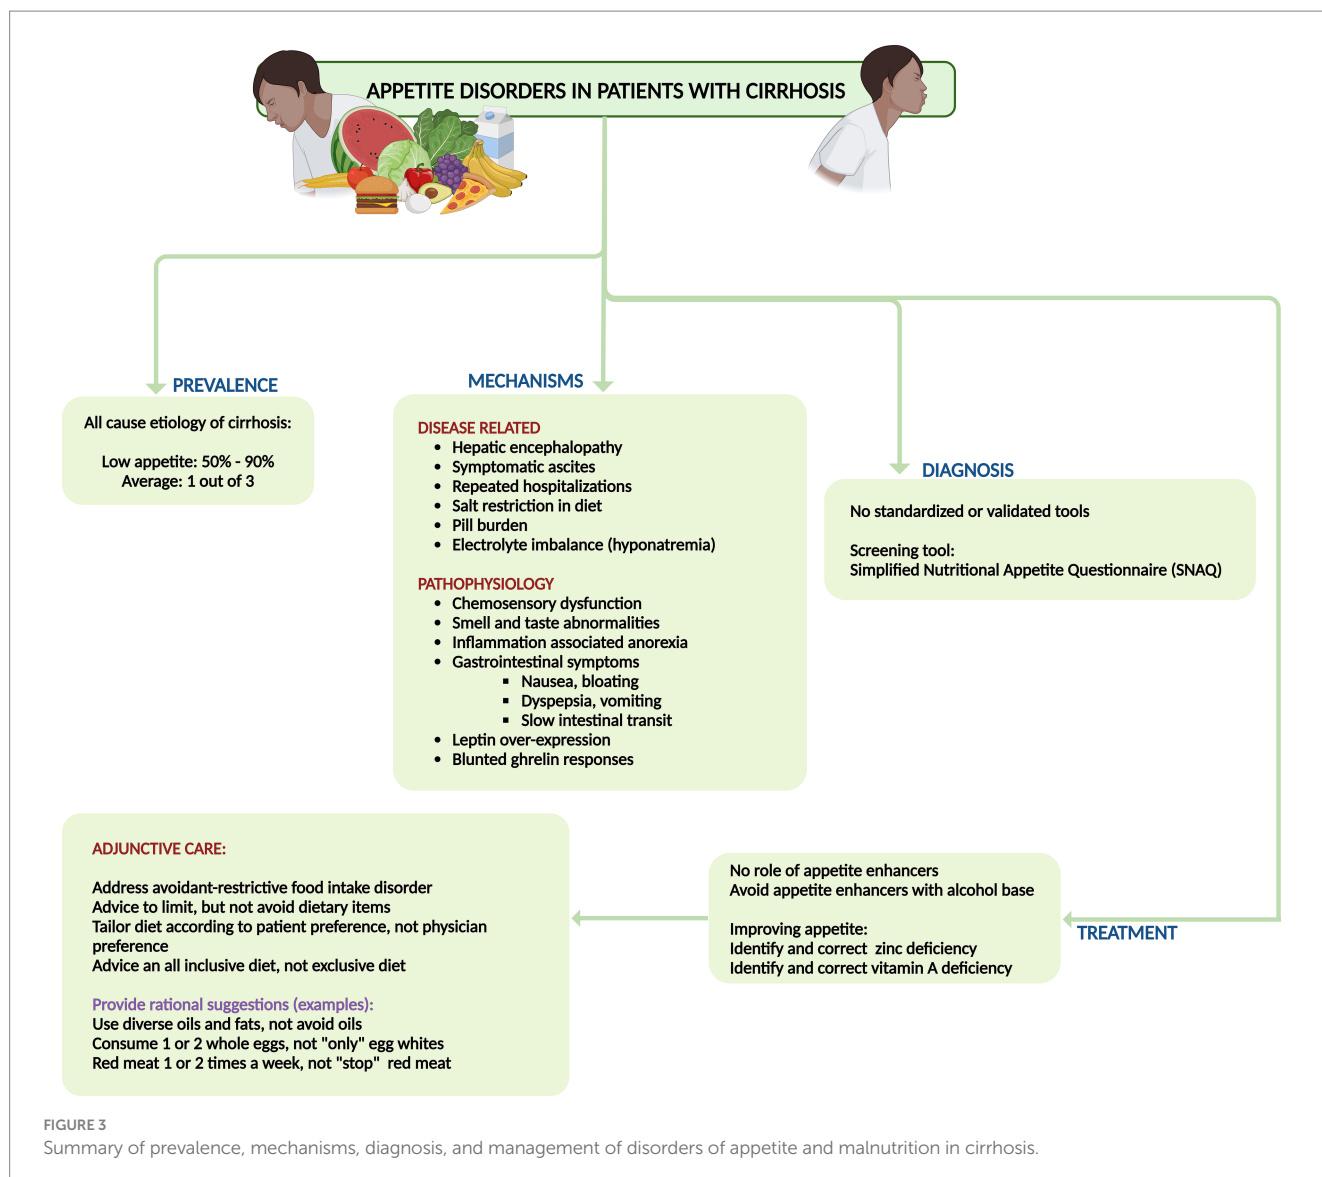 APPETITE DISORDERS IN PATIENTS WITH CIRRHOSIS
PREVALENCE
All cause etiology of cirrhosis:
Low appetite: 50% - 90%
Average: 1 out of 3
MECHANISMS
DISEASE RELATED
• Hepatic encephalopathy
• Symptomatic ascites
• Repeated hospitalizations
• Salt restriction in diet
• Pill burden
• Electrolyte imbalance (hyponatremia)
PATHOPHYSIOLOGY
• Chemosensory dysfunction
• Smell and taste abnormalities
• Inflammation associated anorexia
• Gastrointestinal symptoms
▪ Nausea, bloating
▪ Dyspepsia, vomiting
▪ Slow intestinal transit
• Leptin over-expression
• Blunted ghrelin responses
DIAGNOSIS
No standardized or validated tools
Screening tool:
Simplified Nutritional Appetite Questionnaire (SNAQ)
TREATMENT
No role of appetite enhancers
Avoid appetite enhancers with alcohol base
Improving appetite:
Identify and correct zinc deficiency
Identify and correct vitamin A deficiency
ADJUNCTIVE CARE:
Address avoidant-restrictive food intake disorder
Advice to limit, but not avoid dietary items
Tailor diet according to patient preference, not physician
preference
Advice an all inclusive diet, not exclusive diet
Provide rational suggestions (examples):
Use diverse oils and fats, not avoid oils
Consume 1 or 2 whole eggs, not "only" egg whites
Red meat 1 or 2 times a week, not "stop" red meat
FIGURE 3
Summary of prevalence, mechanisms, diagnosis, and management of disorders of appetite and malnutrition in cirrhosis.